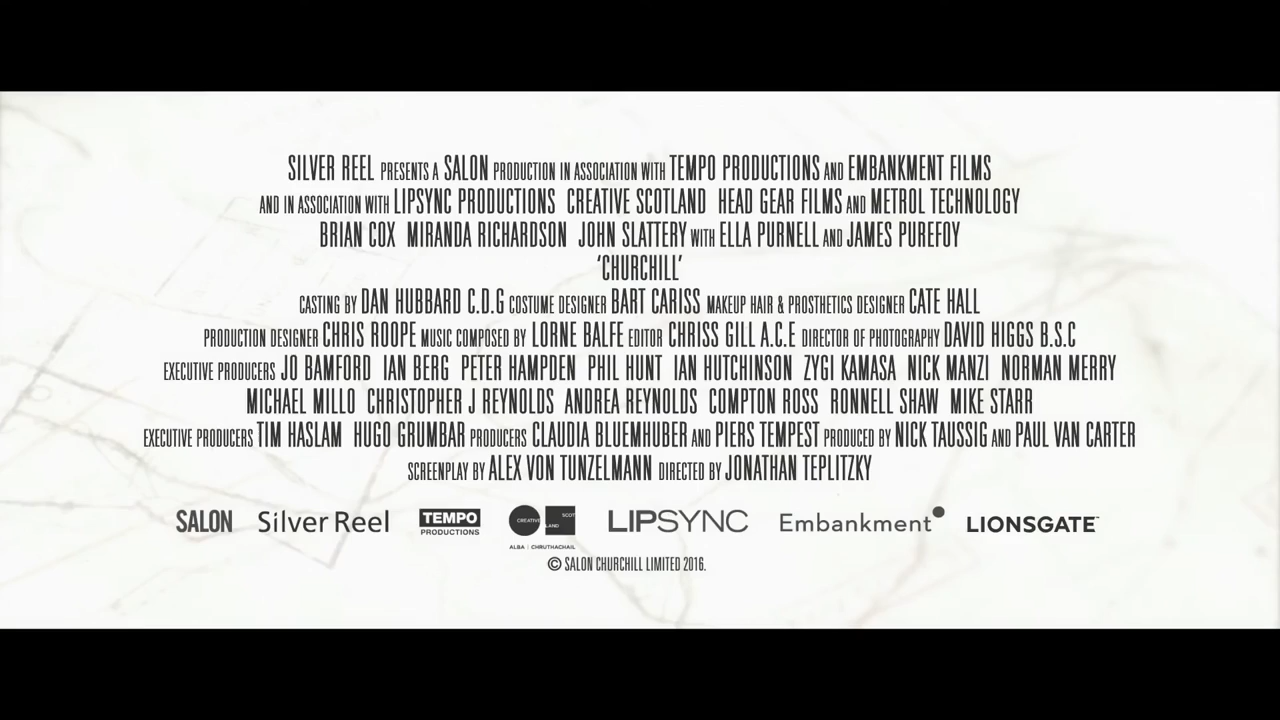 SILVER REEL PRESENTS A SALON PRODUCTION IN ASSOCIATION WITH TEMPO PRODUCTIONS AND EMBANKMENT FILMS
AND IN ASSOCIATION WITH LIPSYNC PRODUCTIONS CREATIVE SCOTLAND HEAD GEAR FILMS AND METROL TECHNOLOGY
BRIAN COX MIRANDA RICHARDSON JOHN SLATTERY WITH ELLA PURNELL AND JAMES PUREFOY
‘CHURCHILL’
CASTING BY DAN HUBBARD C.D.G COSTUME DESIGNER BART CARISS MAKEUP HAIR & PROSTHETICS DESIGNER CATE HALL
PRODUCTION DESIGNER CHRIS ROOPE MUSIC COMPOSED BY LORNE BALFE EDITOR CHRISS GILL A.C.E DIRECTOR OF PHOTOGRAPHY DAVID HIGGS B.S.C
EXECUTIVE PRODUCERS JO BAMFORD IAN BERG PETER HAMPDEN PHIL HUNT IAN HUTCHINSON ZYGI KAMASA NICK MANZI NORMAN MERRY
MICHAEL MILLO CHRISTOPHER J REYNOLDS ANDREA REYNOLDS COMPTON ROSS RONNELL SHAW MIKE STARR
EXECUTIVE PRODUCERS TIM HASLAM HUGO GRUMBAR PRODUCERS CLAUDIA BLUEMHUBER AND PIERS TEMPEST PRODUCED BY NICK TAUSSIG AND PAUL VAN CARTER
SCREENPLAY BY ALEX VON TUNZELMANN DIRECTED BY JONATHAN TEPLITZKY
SALON Silver Reel TEMPO PRODUCTIONS CREATIVE SCOTLAND ALBA | CHRUTHACHAIL LIPSYNC Embankment LIONSGATE™
© SALON CHURCHILL LIMITED 2016.